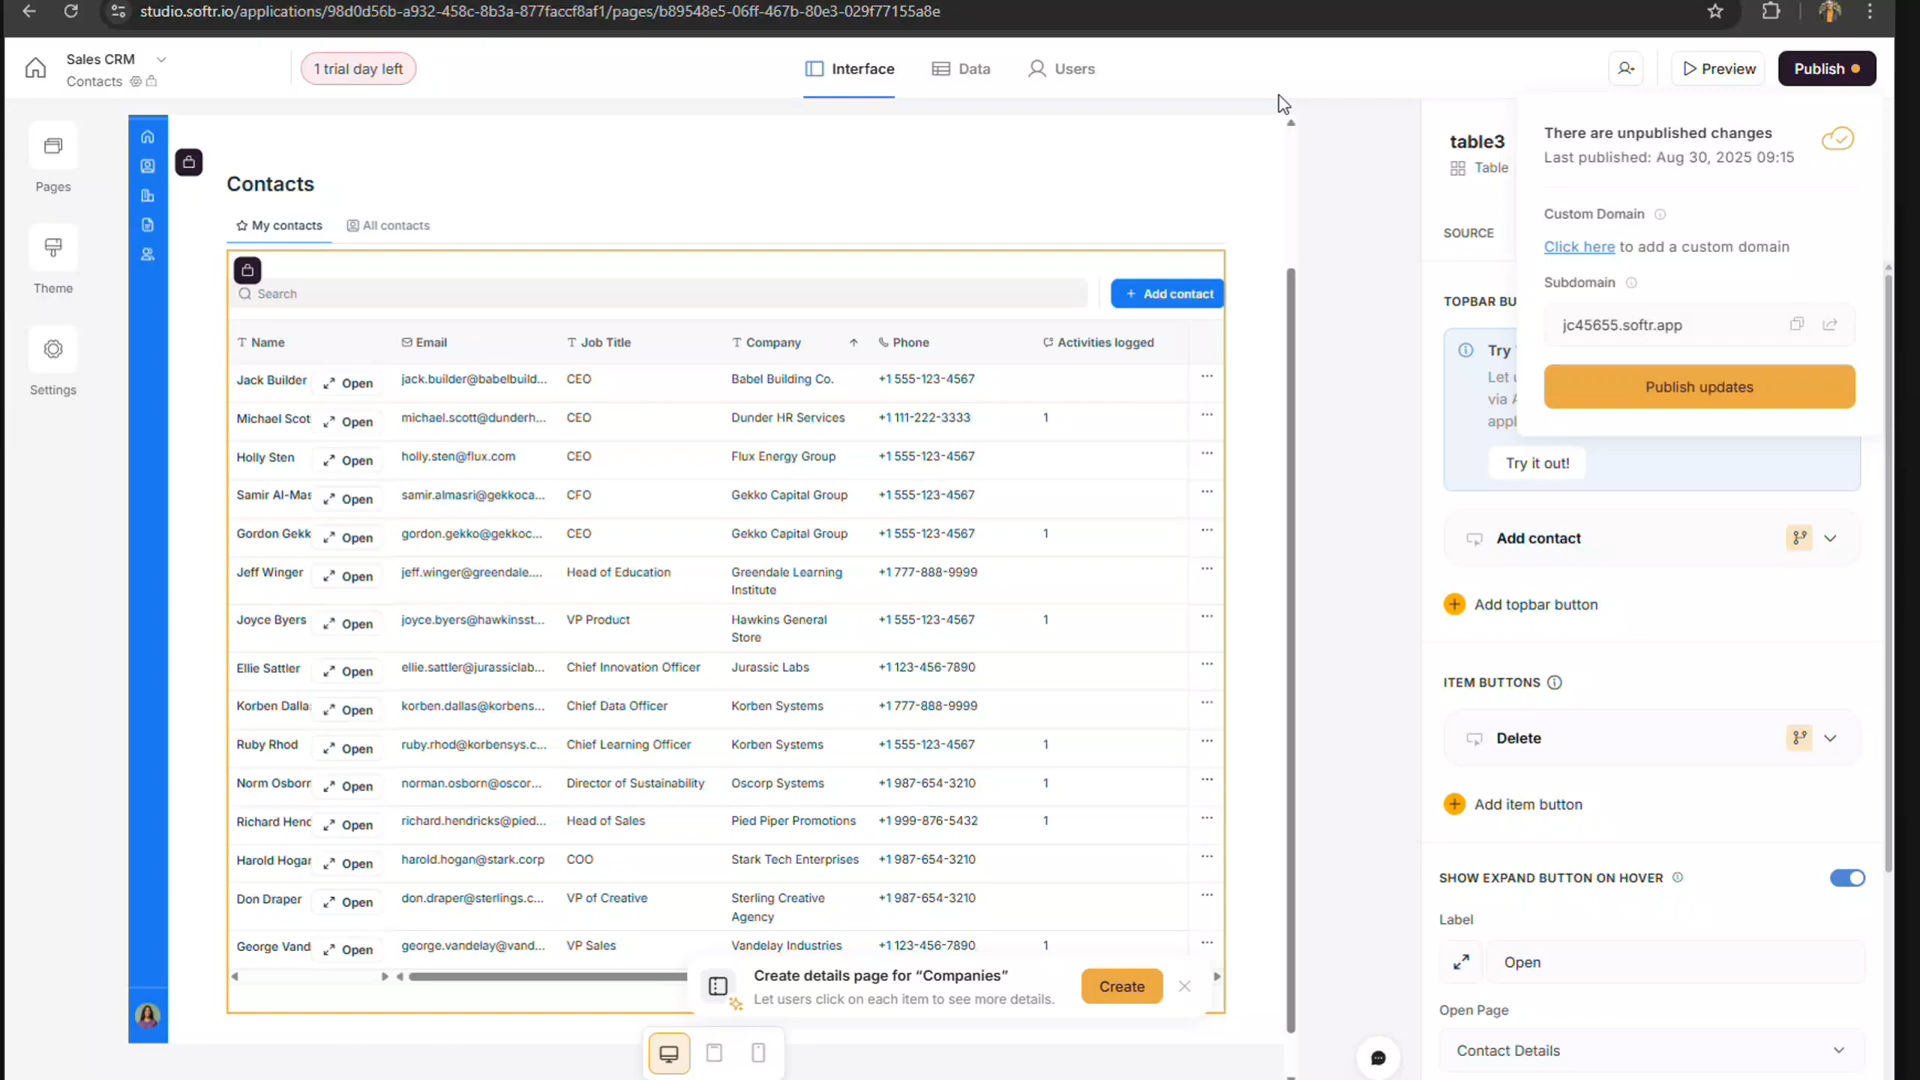 studio.softr.io/applications/98d0d56b-a932-458c-8b3a-877faccf8af1/pages/b89548e5-06ff-467b-80e3-029f77155a8e
Sales CRM
Contacts
1 trial day left
Interface
Data
Users
Preview
Publish
Pages
Theme
Settings
Contacts
My contacts
All contacts
Search
+ Add contact
Name Email Job Title Company Phone Activities logged
Jack Builder Open jack.builder@babelbuild... CEO Babel Building Co. +1 555-123-4567
Michael Scot Open michael.scott@dunderh... CEO Dunder HR Services +1 111-222-3333 1
Holly Sten Open holly.sten@flux.com CEO Flux Energy Group +1 555-123-4567
Samir Al-Mas Open samir.almasri@gekkoca... CFO Gekko Capital Group +1 555-123-4567
Gordon Gekk Open gordon.gekko@gekkoc... CEO Gekko Capital Group +1 555-123-4567 1
Jeff Winger Open jeff.winger@greendale.... Head of Education Greendale Learning +1 777-888-9999
Institute
Joyce Byers Open joyce.byers@hawkinsst... VP Product Hawkins General +1 555-123-4567 1
Store
Ellie Sattler Open ellie.sattler@jurassiclab... Chief Innovation Officer Jurassic Labs +1 123-456-7890
Korben Dalla Open korben.dallas@korbens... Chief Data Officer Korben Systems +1 777-888-9999
Ruby Rhod Open ruby.rhod@korbensys.c... Chief Learning Officer Korben Systems +1 555-123-4567 1
Norm Osborn Open norman.osborn@oscor... Director of Sustainability Oscorp Systems +1 987-654-3210 1
Richard Hend Open richard.hendricks@pied... Head of Sales Pied Piper Promotions +1 999-876-5432 1
Harold Hogan Open harold.hogan@stark.corp COO Stark Tech Enterprises +1 987-654-3210
Don Draper Open don.draper@sterlings.c... VP of Creative Sterling Creative +1 987-654-3210
Agency
George Vand Open george.vandelay@vand... VP Sales Vandelay Industries +1 123-456-7890 1
Create details page for “Companies”
Let users click on each item to see more details.
Create
table3
Table
SOURCE
TOPBAR BU
Try
Let u
via A
appl
Try it out!
There are unpublished changes
Last published: Aug 30, 2025 09:15
Custom Domain
Click here to add a custom domain
Subdomain
jc45655.softr.app
Publish updates
Add contact
Add topbar button
ITEM BUTTONS
Delete
Add item button
SHOW EXPAND BUTTON ON HOVER
Label
Open
Open Page
Contact Details